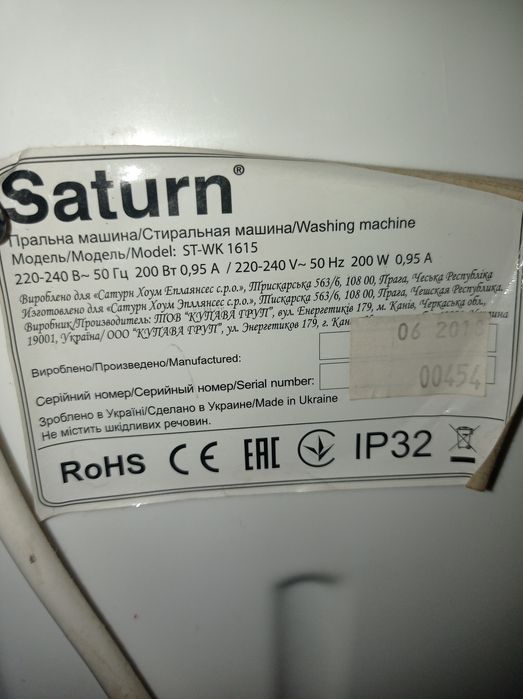 Saturn®
Пральна машина/Стиральная машина/Washing machine
Модель/Модель/Model: ST-WK 1615
220-240 В~ 50 Гц 200 Вт 0,95 А / 220-240 V~ 50 Hz 200 W 0,95 A
Вироблено для «Сатурн Хоум Еплаянсес с.р.о.», Трискарська 563/6, 108 00, Прага, Чеська Республіка
Изготовлено для «Сатурн Хоум Эпплянсес с.р.о.», Трискарська 563/6, 108 00, Прага, Чешская Республика.
Виробник/Производитель: ТОВ "КУПАВА ГРУП", вул. Енергетиків 179, м. Канів, Черкаська обл.,
19001, Україна/ ООО "КУПАВА ГРУП", ул. Энергетиков 179, г.
Вироблено/Произведено/Manufactured:
06
Серійний номер/Серийный номер/Serial number:
00454
Зроблено в Україні/Сделано в Украине/Made in Ukraine
Не містить шкідливих речовин.
RoHS CE EAC IP32